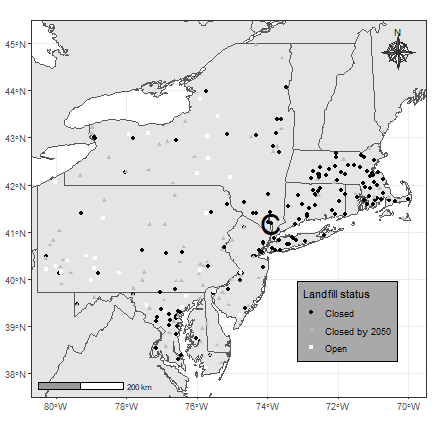 N
45°N
44°N
43°N
42°N
41°N
40°N
39°N
38°N
C
Landfill status
Closed
Closed by 2050
Open
200 km
80°W
78°W
76°W
74°W
72°W
70°W